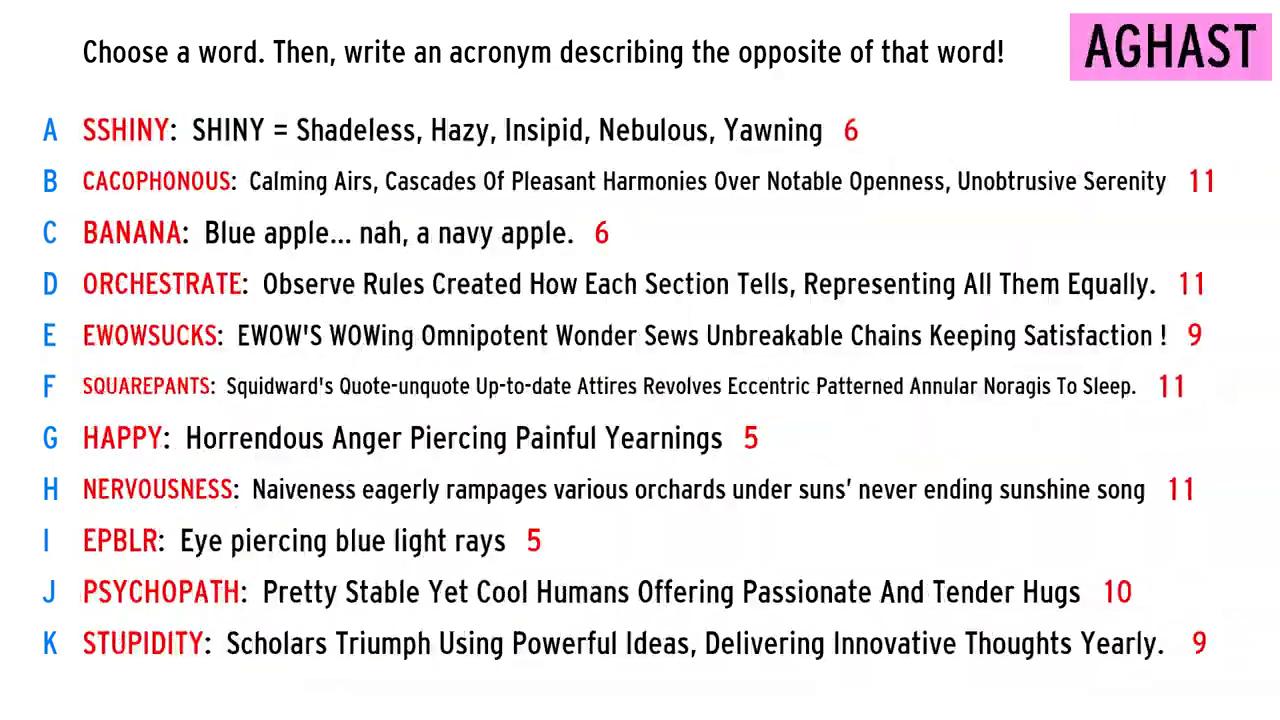 Choose a word. Then, write an acronym describing the opposite of that word!
AGHAST
A SSHINY: SHINY = Shadeless, Hazy, Insipid, Nebulous, Yawning 6
B CACOPHONOUS: Calming Airs, Cascades Of Pleasant Harmonies Over Notable Openness, Unobtrusive Serenity 11
C BANANA: Blue apple... nah, a navy apple. 6
D ORCHESTRATE: Observe Rules Created How Each Section Tells, Representing All Them Equally. 11
E EWOWSUCKS: EWOW'S WOWing Omnipotent Wonder Sews Unbreakable Chains Keeping Satisfaction ! 9
F SQUAREPANTS: Squidward's Quote-unquote Up-to-date Attires Revolves Eccentric Patterned Annular Noragis To Sleep. 11
G HAPPY: Horrendous Anger Piercing Painful Yearnings 5
H NERVOUSNESS: Naiveness eagerly rampages various orchards under suns’ never ending sunshine song 11
I EPBLR: Eye piercing blue light rays 5
J PSYCHOPATH: Pretty Stable Yet Cool Humans Offering Passionate And Tender Hugs 10
K STUPIDITY: Scholars Triumph Using Powerful Ideas, Delivering Innovative Thoughts Yearly. 9